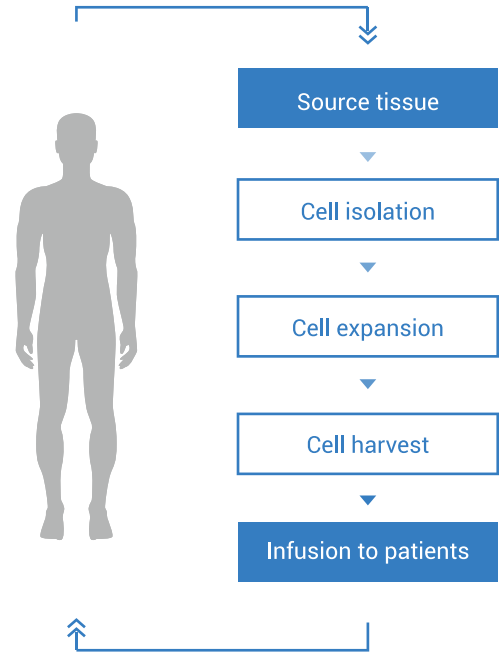 Source tissue
Cell isolation
Cell expansion
Cell harvest
Infusion to patients